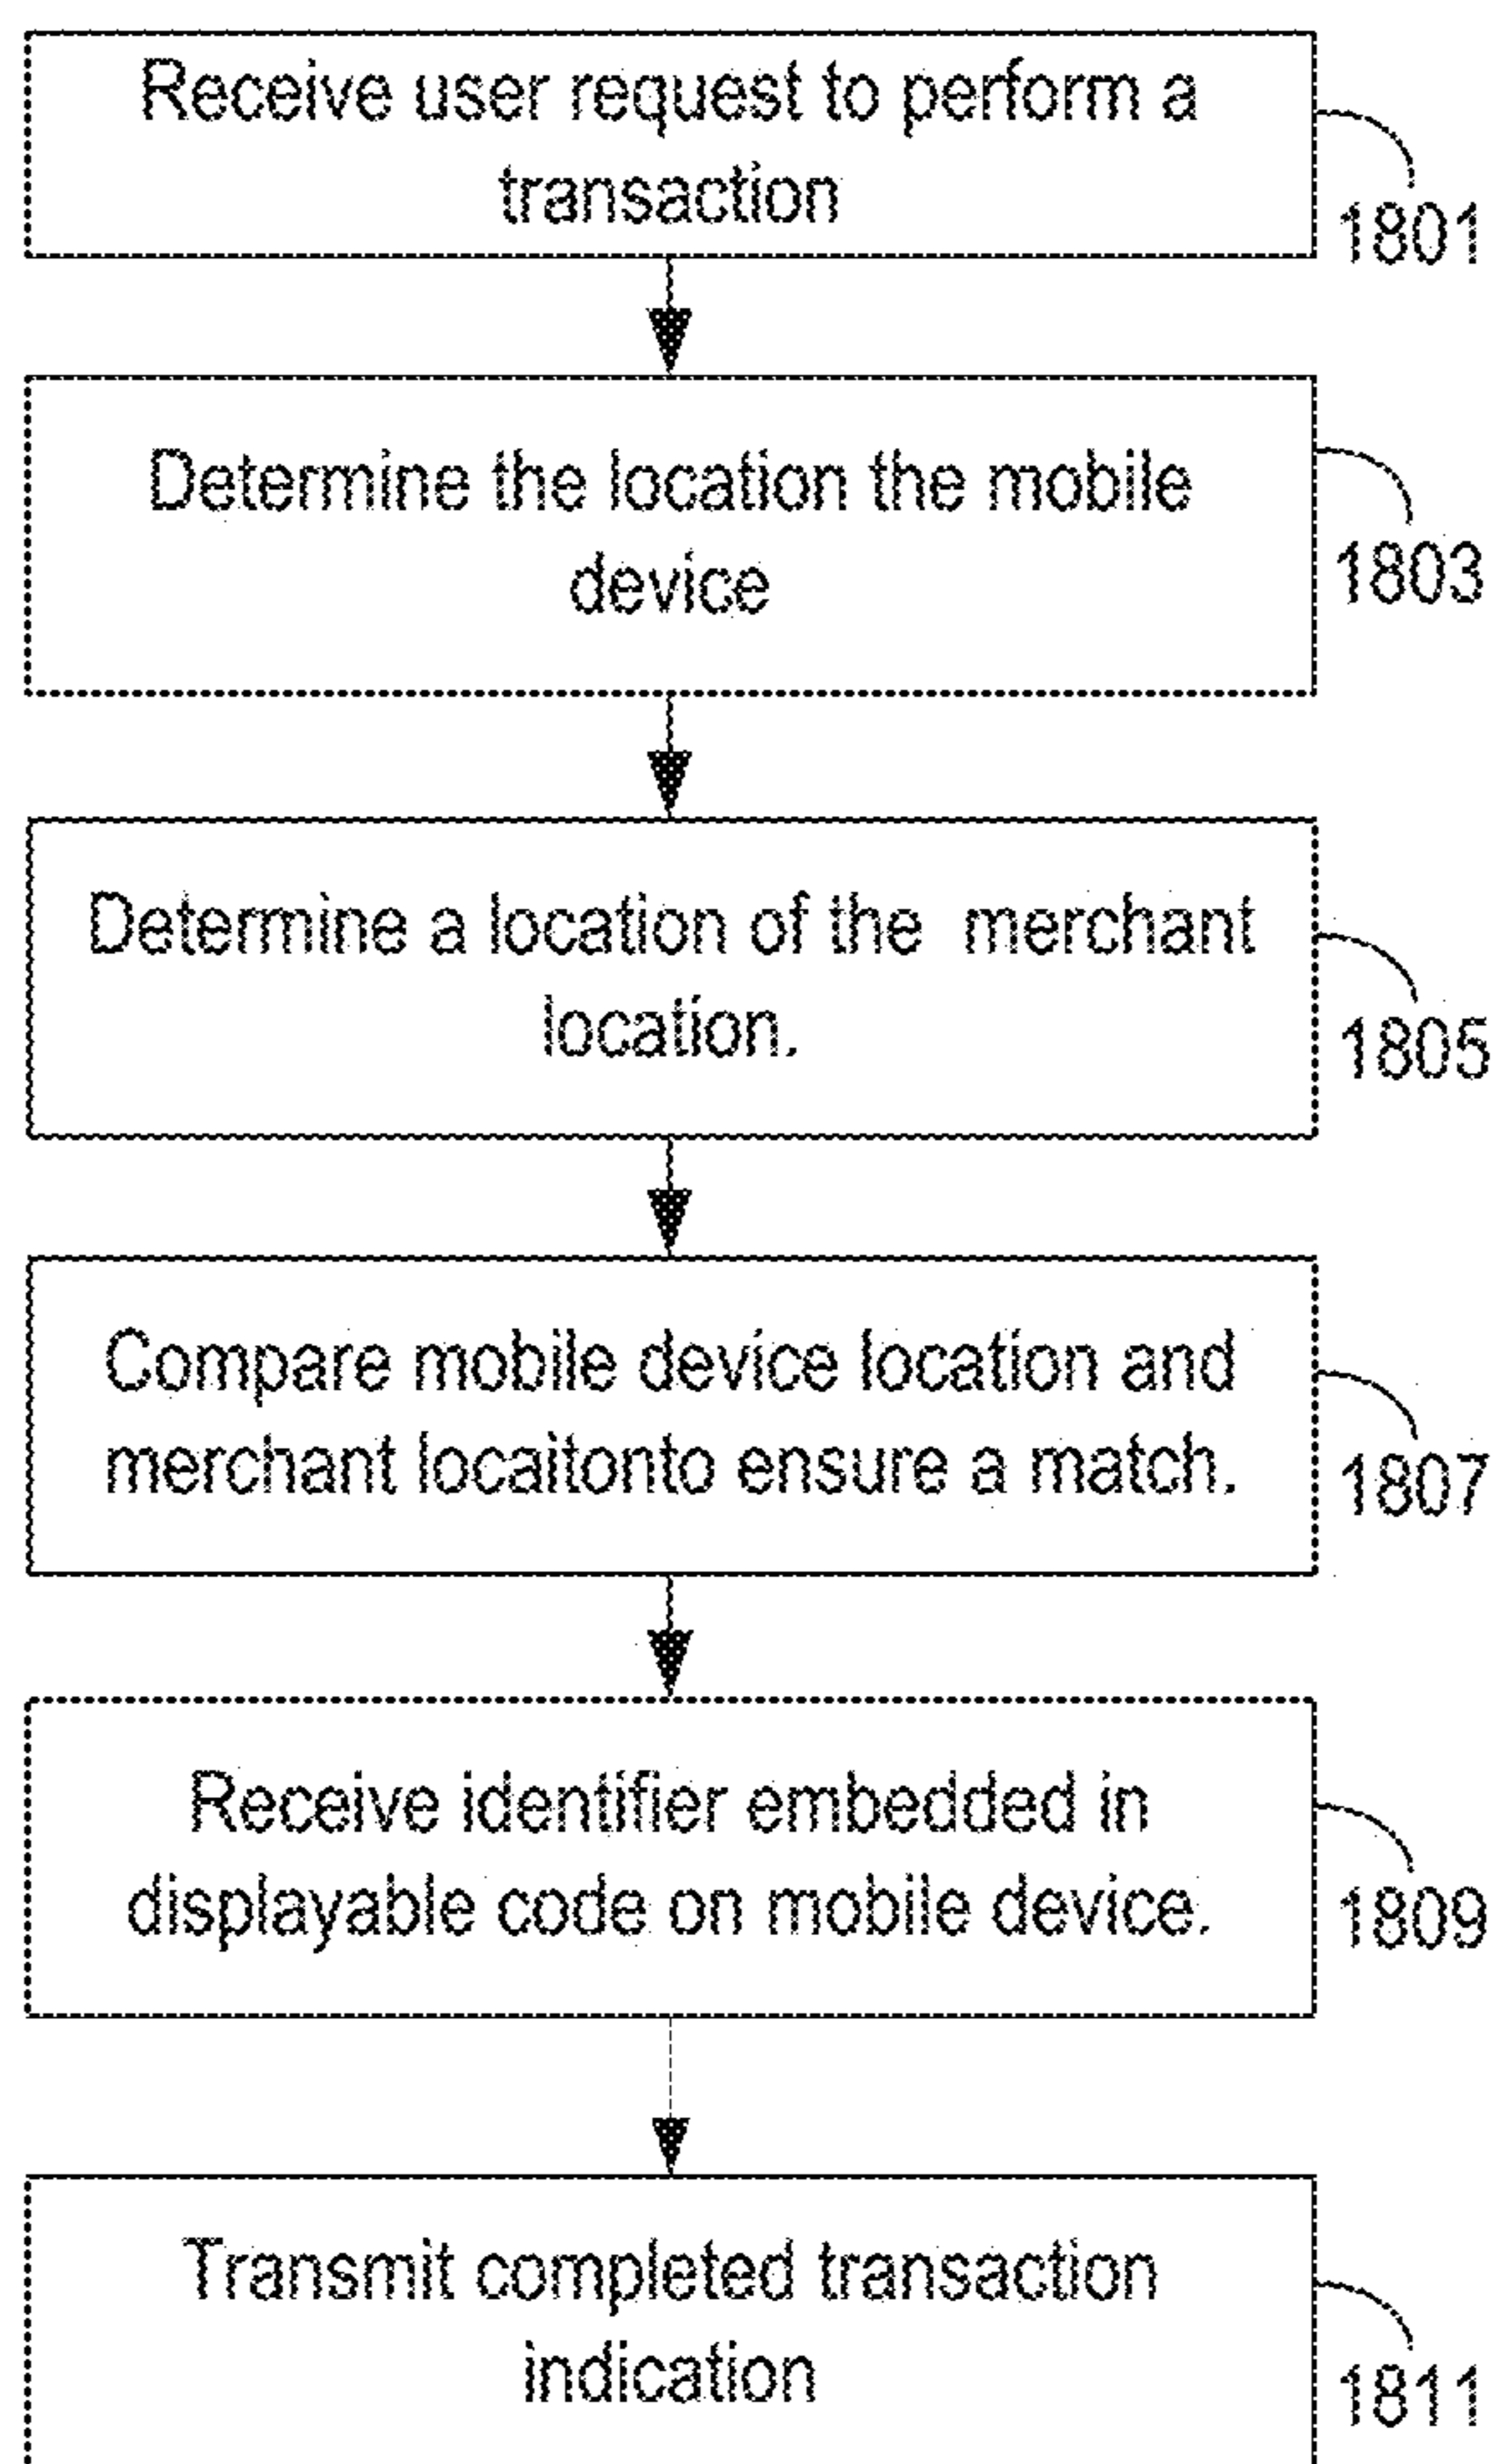 Receive user request to perform a
transaction
1801
Determine the location the mobile
device
1803
Determine a location of the  merchant
location.
1805
Compare mobile device location and
merchant locaitonto ensure a match.
1807
Receive identifier embedded in
displayable code on mobile device.
1809
Transmit completed transaction
indication
1811